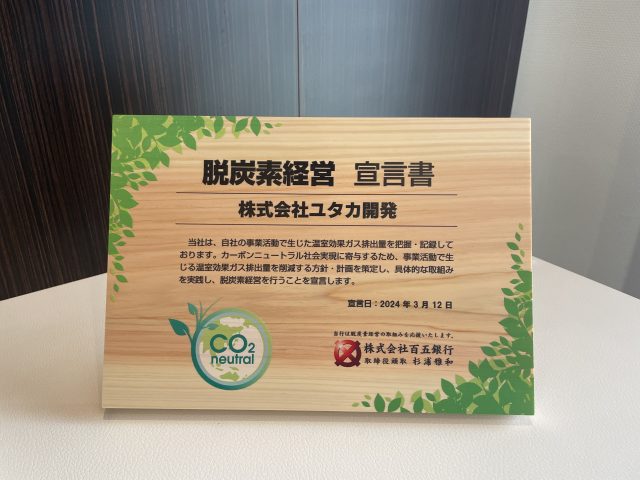 脱炭素経営 宣言書
株式会社ユタカ開発
当社は、自社の事業活動で生じた温室効果ガス排出量を把握・記録して
おります。カーボンニュートラル社会実現に寄与するため、事業活動で生
じる温室効果ガス排出量を削減する方針・計画を策定し、具体的な取組み
を実践し、脱炭素経営を行うことを宣言します。
宣言日：2024年3月12日
CO2
neutral
当行は脱炭素経営の取組みを応援いたします。
株式会社百五銀行
取締役頭取 杉浦雅和